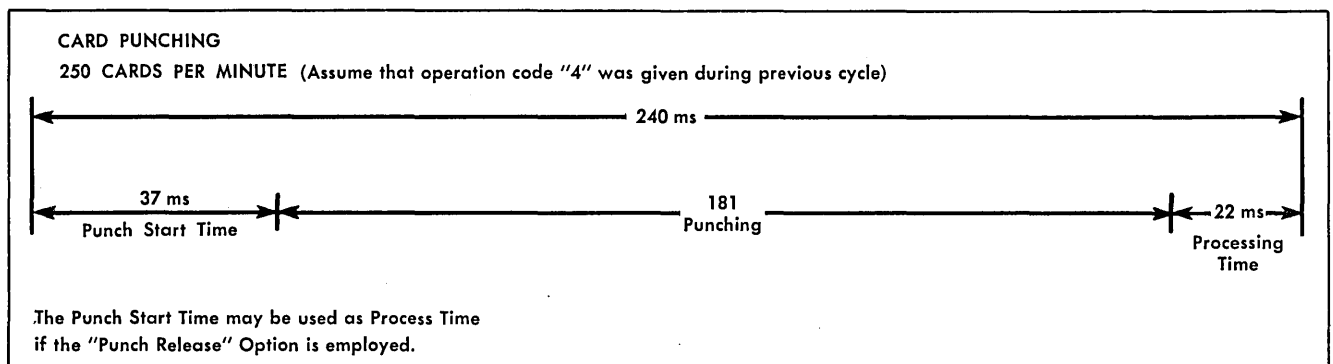 CARD PUNCHING
250 CARDS PER MINUTE (Assume that operation code "4" was given during previous cycle)
240 ms
37 ms
Punch Start Time
181
Punching
22 ms
Processing
Time
The Punch Start Time may be used as Process Time
if the "Punch Release" Option is employed.